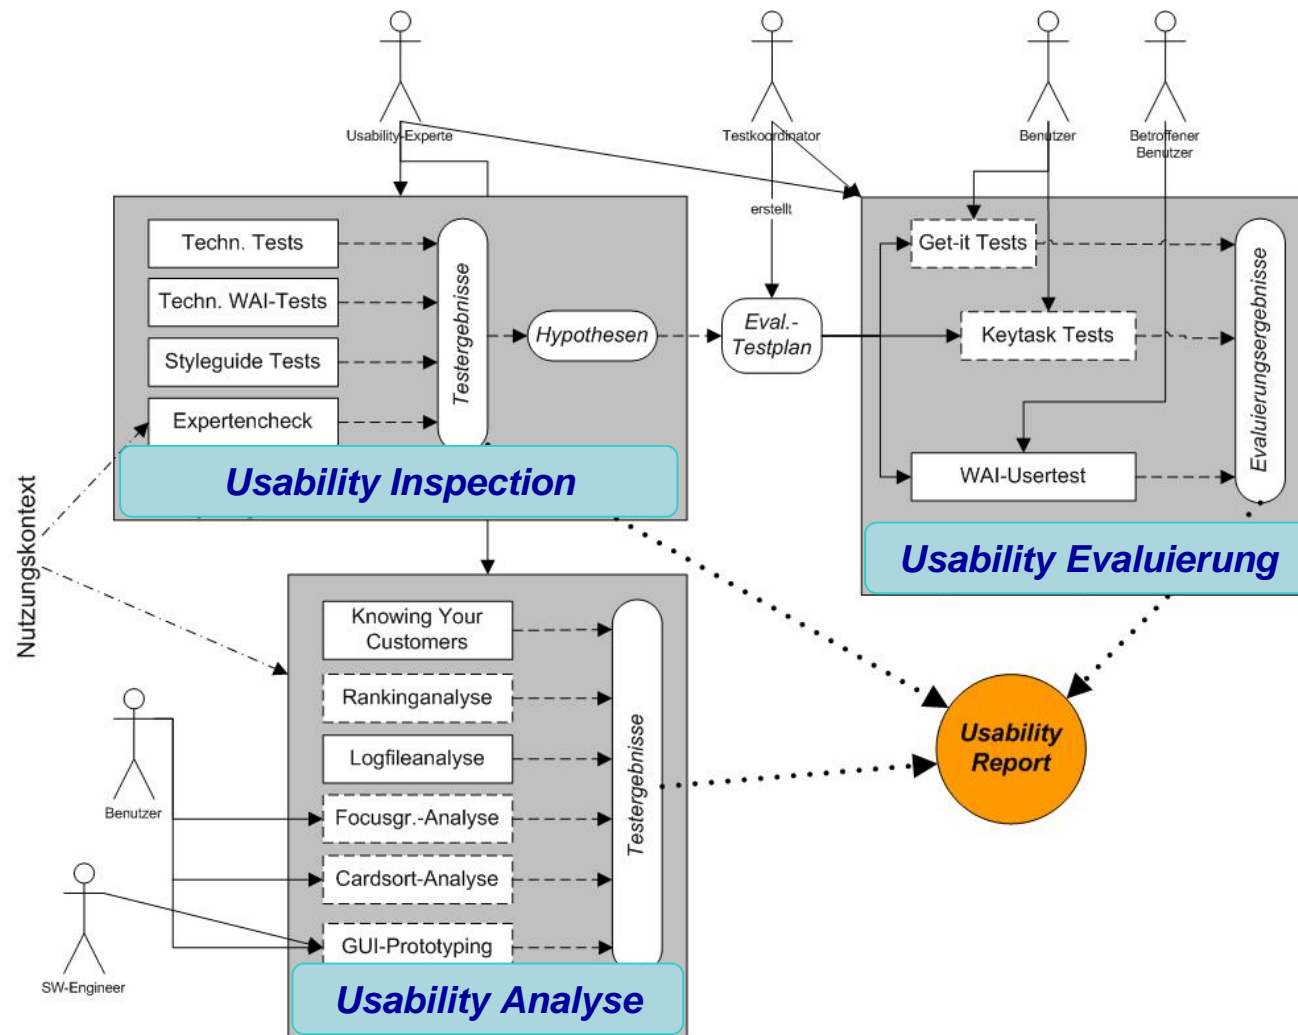 Usability-Experte
Testkoordinator
Benutzer
Betroffener
Benutzer
erstellt
Techn. Tests
Techn. WAI-Tests
Styleguide Tests
Expertencheck
Testergebnisse
Hypothesen
Usability Inspection
Eval.-
Testplan
Get-it Tests
Keytask Tests
WAI-Usertest
Evaluierungsergebnisse
Usability Evaluierung
Nutzungskontext
Knowing Your
Customers
Rankinganalyse
Logfileanalyse
Focusgr.-Analyse
Cardsort-Analyse
GUI-Prototyping
Testergebnisse
Usability Analyse
Benutzer
SW-Engineer
Usability
Report